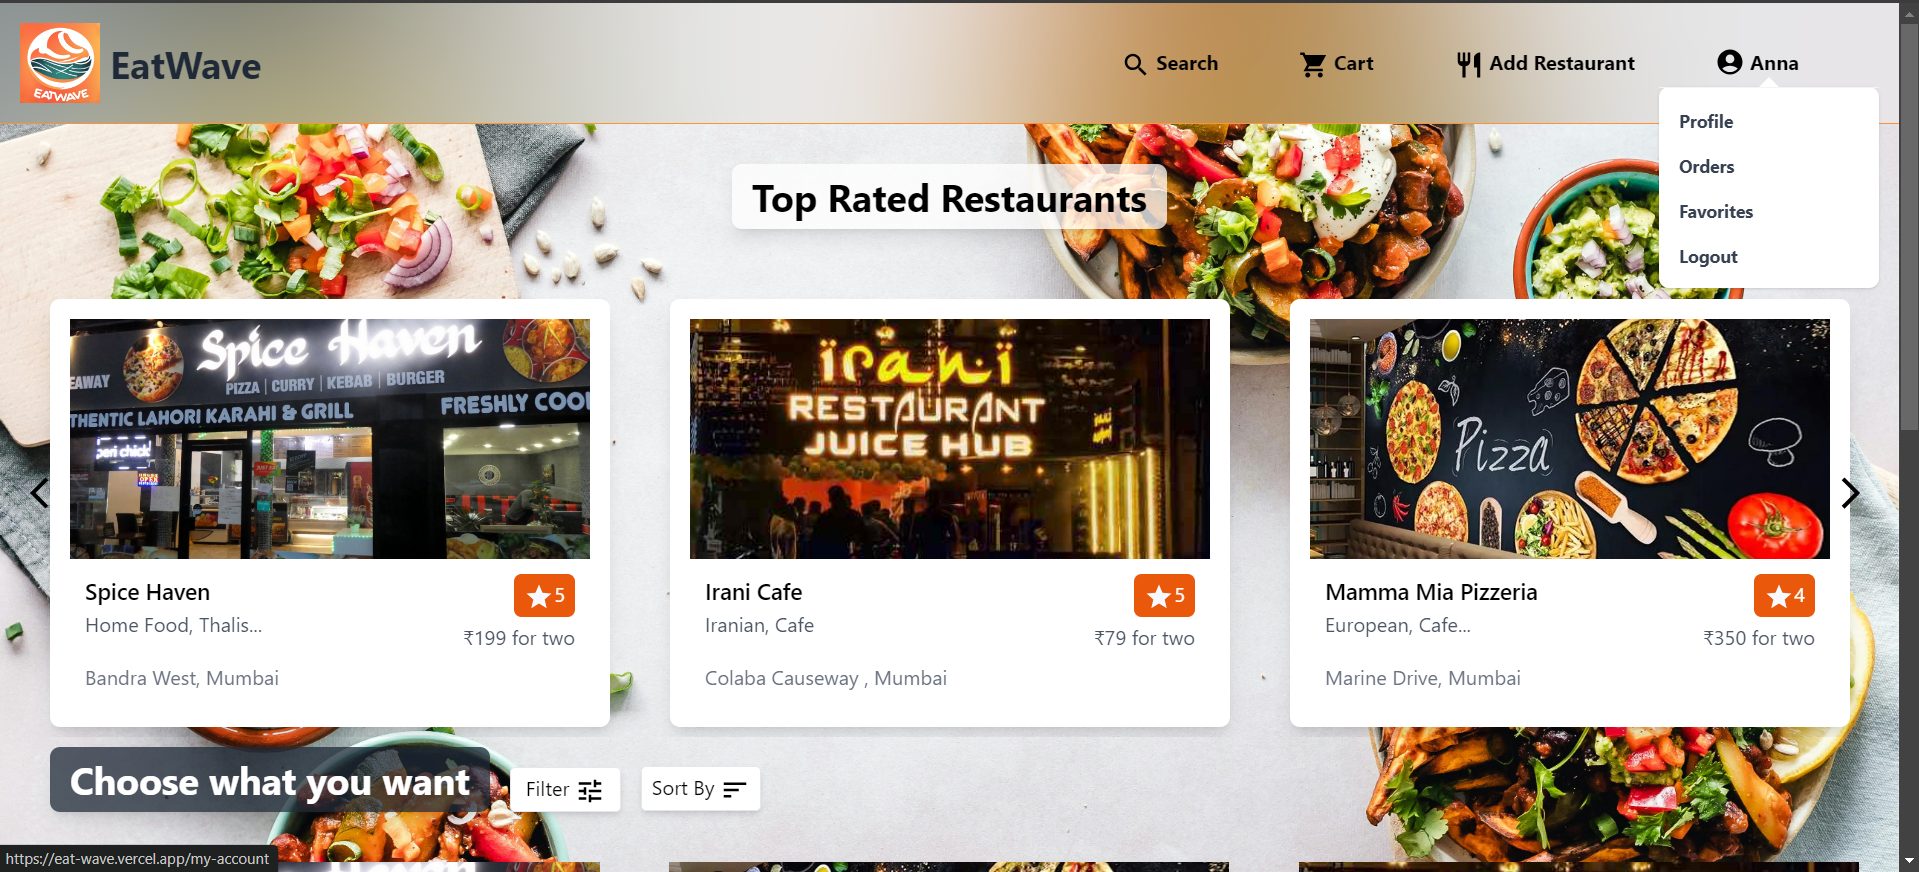 EATWAVE
EatWave
Search
Cart
Add Restaurant
Anna
Profile
Orders
Favorites
Logout
Top Rated Restaurants
Spice Haven
PIZZA | CURRY | KEBAB | BURGER
EAWAY
THENTIC LAHORI KARAHI & GRILL
FRESHLY COO
peri chick
OPEN
irani
RESTAURANT
JUICE HUB
Pizza
Spice Haven
5
Home Food, Thalis...
₹199 for two
Bandra West, Mumbai
Irani Cafe
5
Iranian, Cafe
₹79 for two
Colaba Causeway , Mumbai
Mamma Mia Pizzeria
4
European, Cafe...
₹350 for two
Marine Drive, Mumbai
Choose what you want
Filter
Sort By
https://eat-wave.vercel.app/my-account